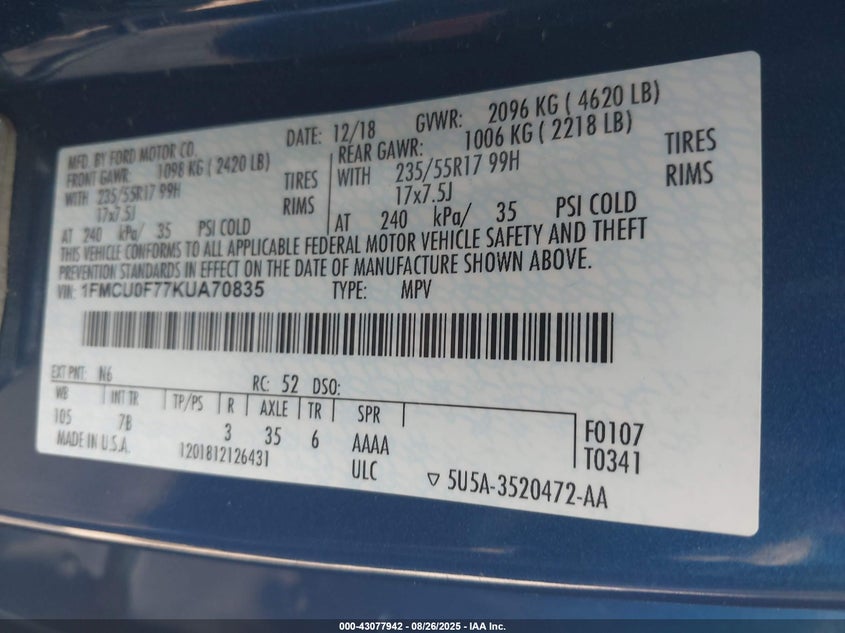 MFD. BY FORD MOTOR CO. DATE: 12/18 GVWR: 2096 KG ( 4620 LB)
FRONT GAWR: 1098 KG ( 2420 LB) REAR GAWR: 1006 KG ( 2218 LB)
WITH 235/55R17 99H TIRES WITH 235/55R17 99H TIRES
17x7.5J RIMS 17x7.5J RIMS
AT 240 kPa/ 35 PSI COLD AT 240 kPa/ 35 PSI COLD
THIS VEHICLE CONFORMS TO ALL APPLICABLE FEDERAL MOTOR VEHICLE SAFETY AND THEFT
PREVENTION STANDARDS IN EFFECT ON THE DATE OF MANUFACTURE SHOWN ABOVE.
VIN: 1FMCU0F77KUA70835 TYPE: MPV
EXT PNT: N6 RC: 52 DSO:
WB INT TR TP/PS R AXLE TR SPR
105 7B 3 35 6 AAAA F0107
MADE IN U.S.A. 1201812126431 ULC T0341
▽ 5U5A-3520472-AA
000-43077942 - 08/26/2025 - IAA Inc.